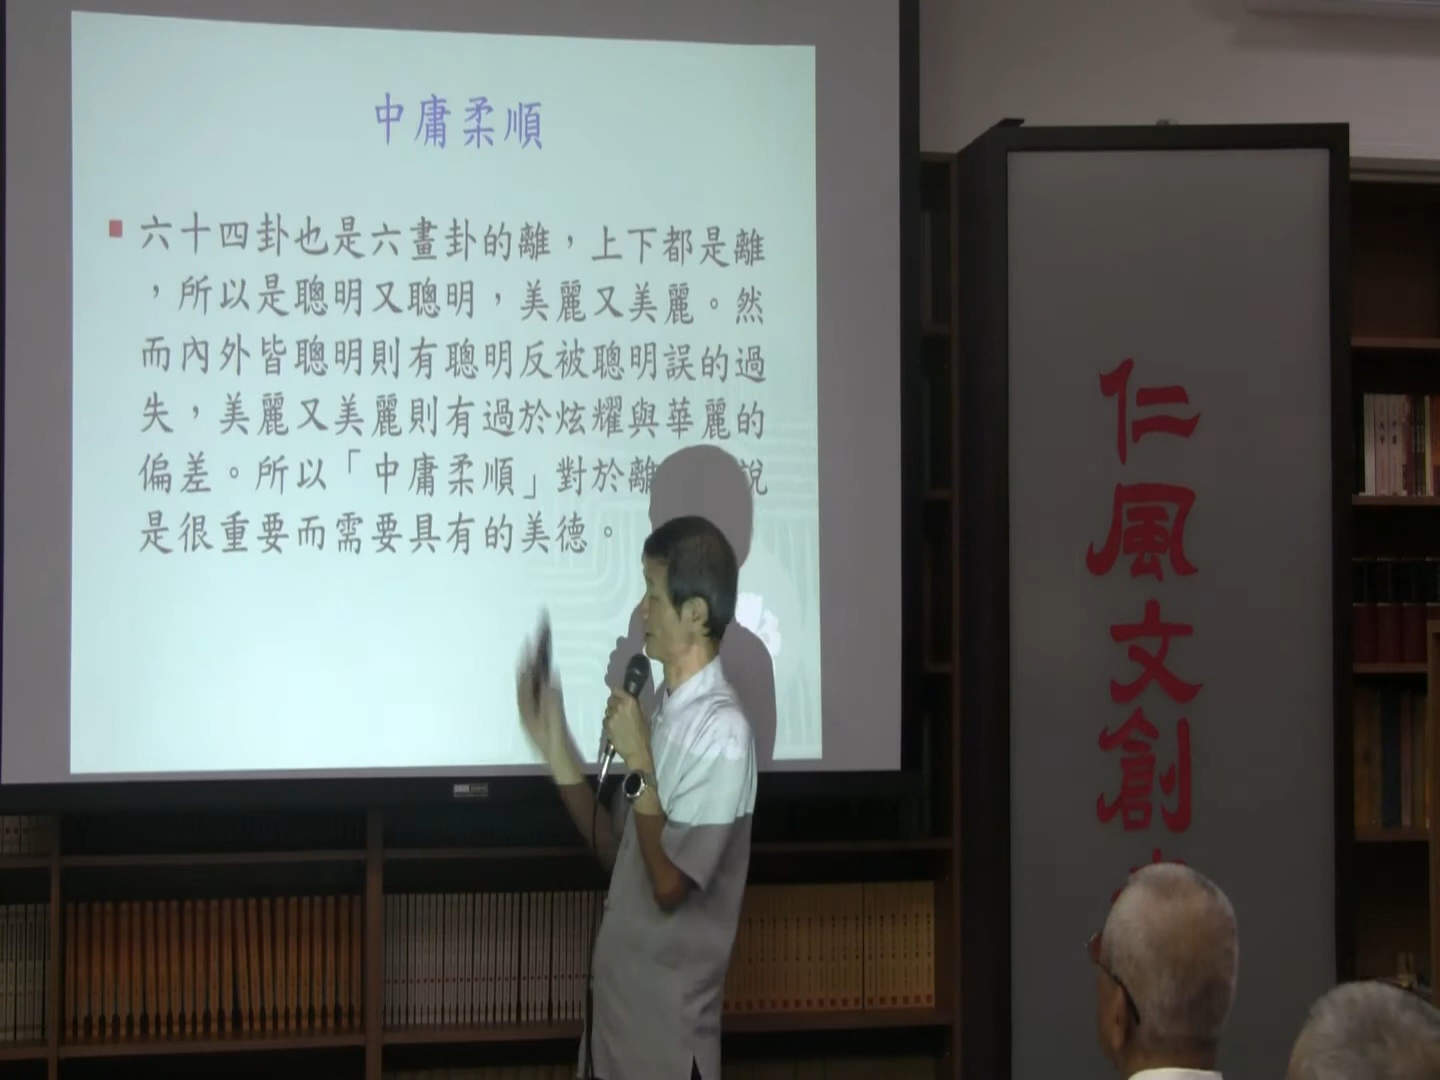 中庸柔順
六十四卦也是六畫卦的離，上下都是離
，所以是聰明又聰明，美麗又美麗。然
而內外皆聰明則有聰明反被聰明誤的過
失，美麗又美麗則有過於炫耀與華麗的
偏差。所以「中庸柔順」對於離 說
是很重要而需要具有的美德。
仁風文創